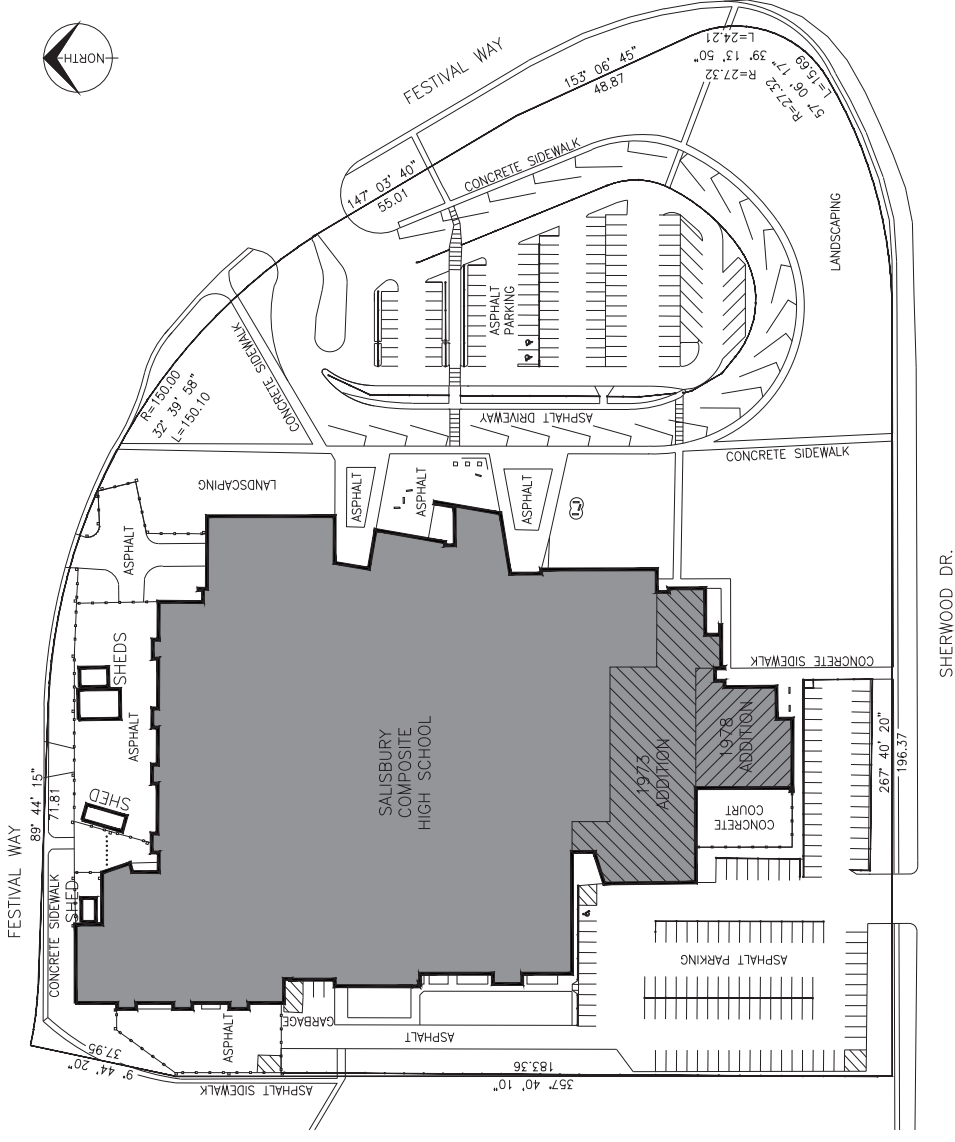 NORTH
FESTIVAL WAY
153° 06' 45"
48.87
L=24.21
39° 13' 50"
R=27.32
L=15.69
57° 06' 17"
R=27.32
147° 03' 40"
55.01
CONCRETE SIDEWALK
LANDSCAPING
ASPHALT
PARKING
R=150.00
32° 39' 58"
L=150.10
CONCRETE SIDEWALK
ASPHALT DRIVEWAY
CONCRETE SIDEWALK
LANDSCAPING
ASPHALT
ASPHALT
ASPHALT
ASPHALT
SHERWOOD DR.
SHEDS
CONCRETE SIDEWALK
ASPHALT
SALISBURY
COMPOSITE
HIGH SCHOOL
1973
ADDITION
1978
ADDITION
267° 40' 20"
196.37
CONCRETE
COURT
SHED
89° 44' 15"
71.81
FESTIVAL WAY
SHED
CONCRETE SIDEWALK
ASPHALT PARKING
GARBAGE
ASPHALT
ASPHALT
37.95
9° 44' 20"
183.36
357° 40' 10"
ASPHALT SIDEWALK